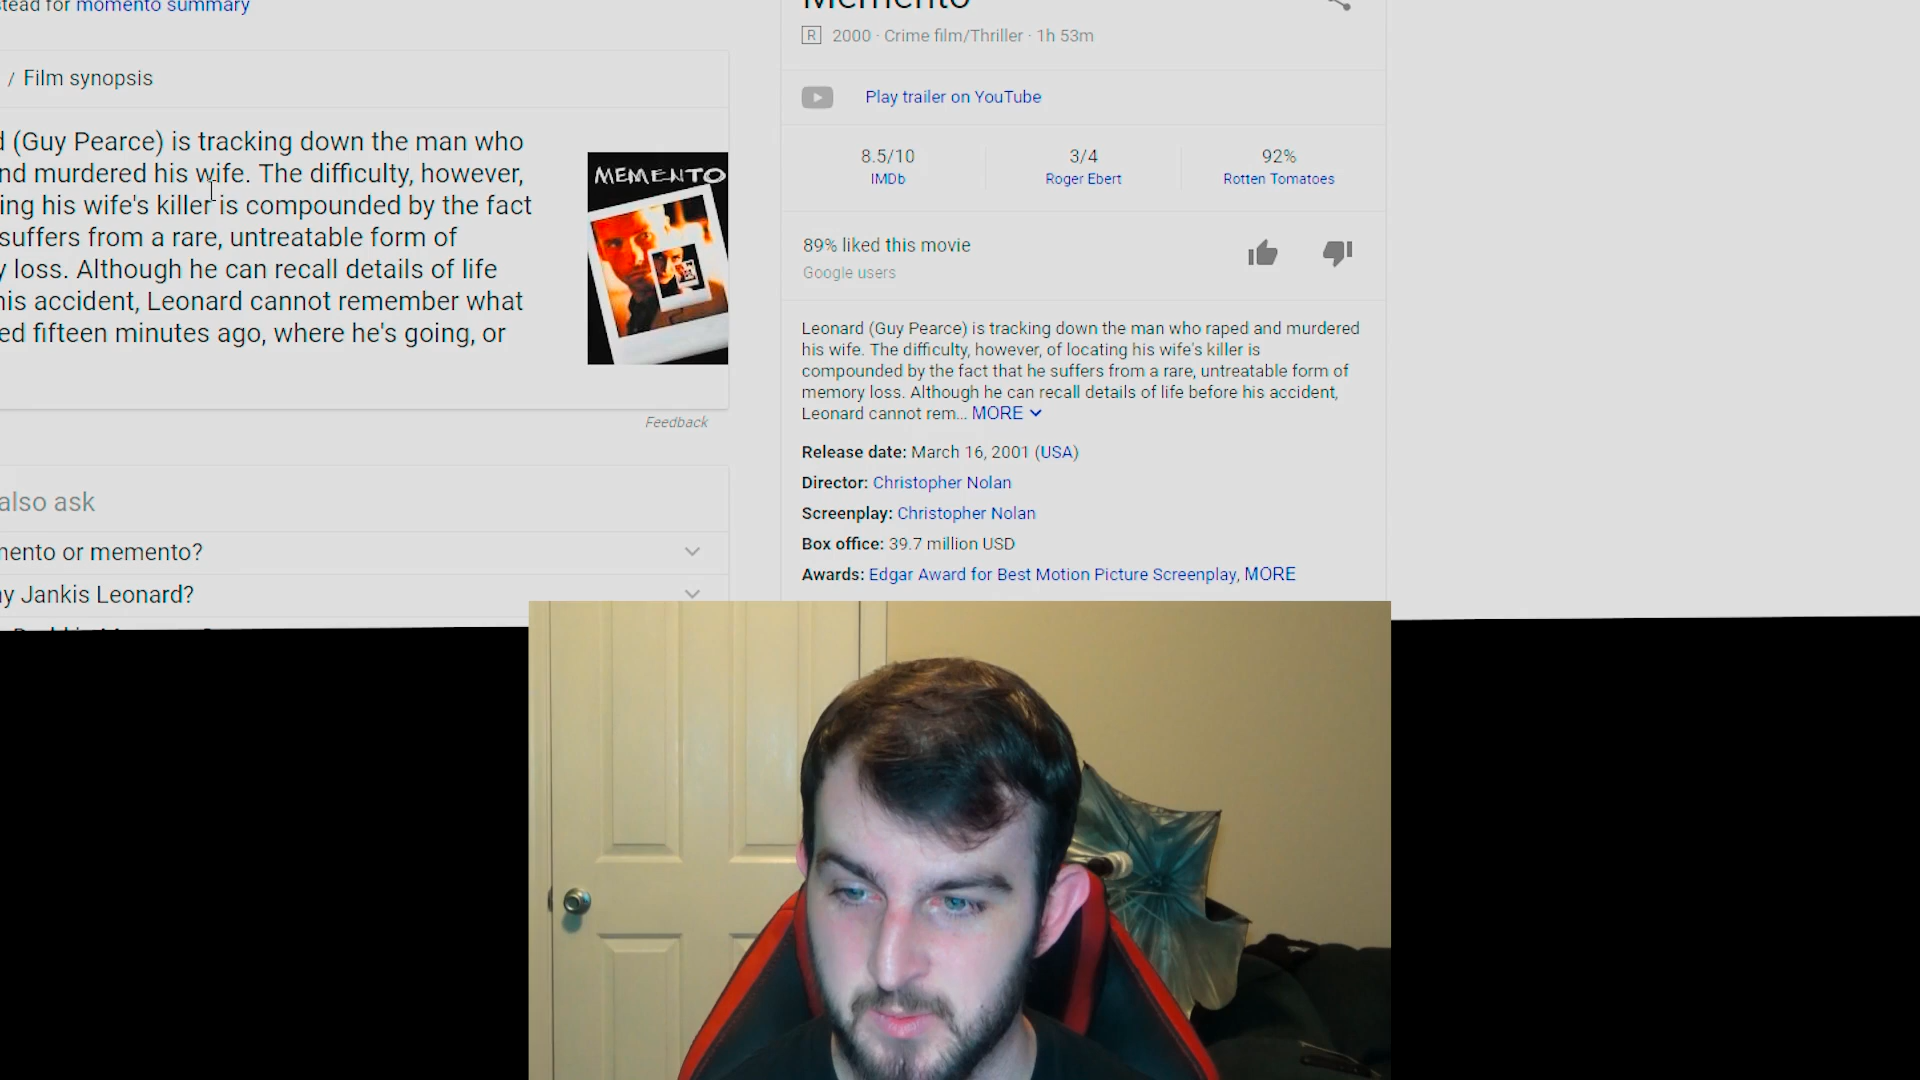 stead for momento summary
/ Film synopsis
d (Guy Pearce) is tracking down the man who
nd murdered his wife. The difficulty, however,
ing his wife's killer is compounded by the fact
suffers from a rare, untreatable form of
y loss. Although he can recall details of life
his accident, Leonard cannot remember what
ed fifteen minutes ago, where he's going, or
MEMENTO
Feedback
also ask
mento or memento?
y Jankis Leonard?
Memento
R 2000 · Crime film/Thriller · 1h 53m
Play trailer on YouTube
8.5/10 3/4 92%
IMDb Roger Ebert Rotten Tomatoes
89% liked this movie
Google users
Leonard (Guy Pearce) is tracking down the man who raped and murdered
his wife. The difficulty, however, of locating his wife's killer is
compounded by the fact that he suffers from a rare, untreatable form of
memory loss. Although he can recall details of life before his accident,
Leonard cannot rem... MORE
Release date: March 16, 2001 (USA)
Director: Christopher Nolan
Screenplay: Christopher Nolan
Box office: 39.7 million USD
Awards: Edgar Award for Best Motion Picture Screenplay, MORE